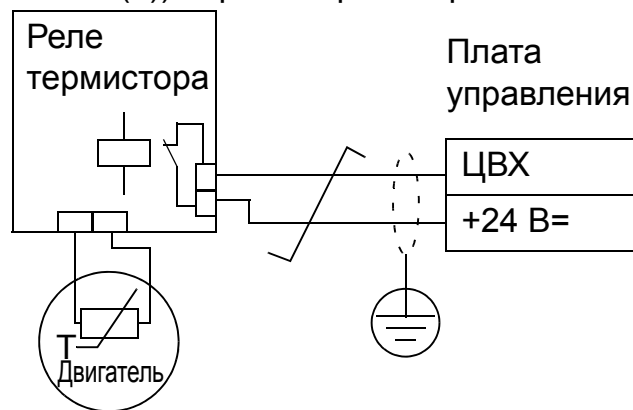 Реле
термистора
Плата
управления
ЦВХ
+24 В=
T
Двигатель